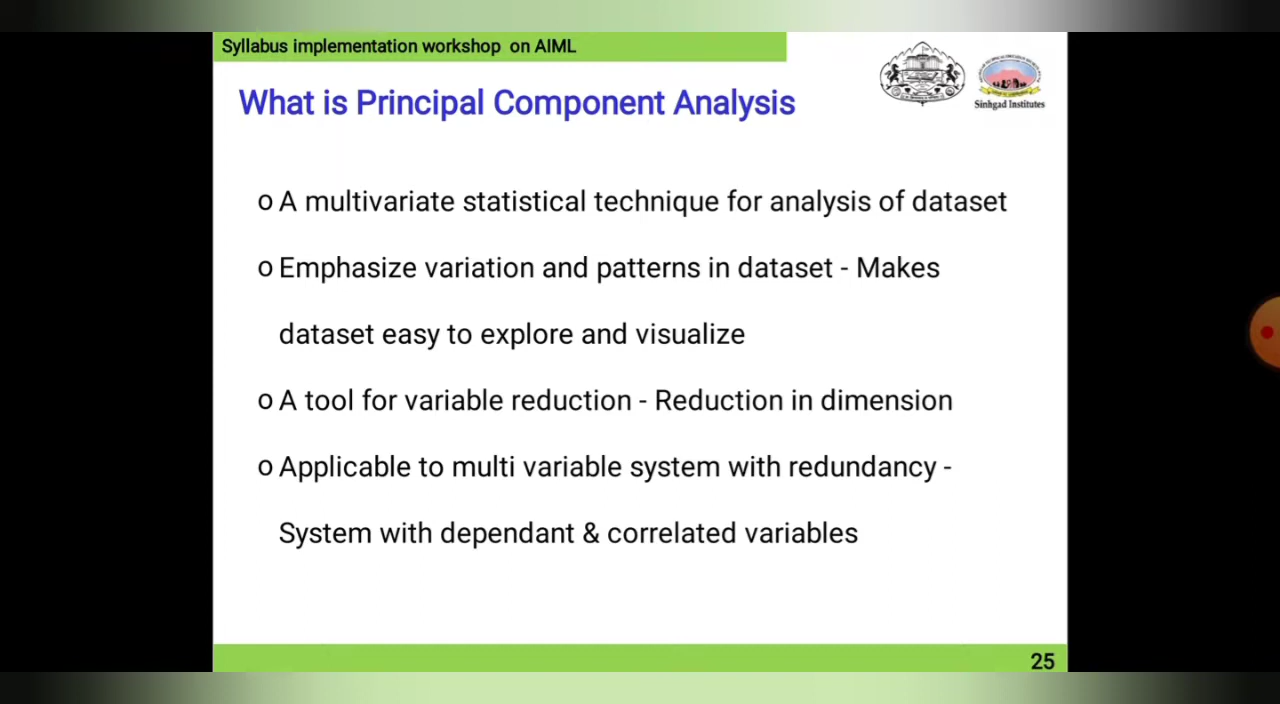 Syllabus implementation workshop on AIML
What is Principal Component Analysis
Sinhgad Institutes
o A multivariate statistical technique for analysis of dataset
o Emphasize variation and patterns in dataset - Makes
dataset easy to explore and visualize
o A tool for variable reduction - Reduction in dimension
o Applicable to multi variable system with redundancy -
System with dependant & correlated variables
25